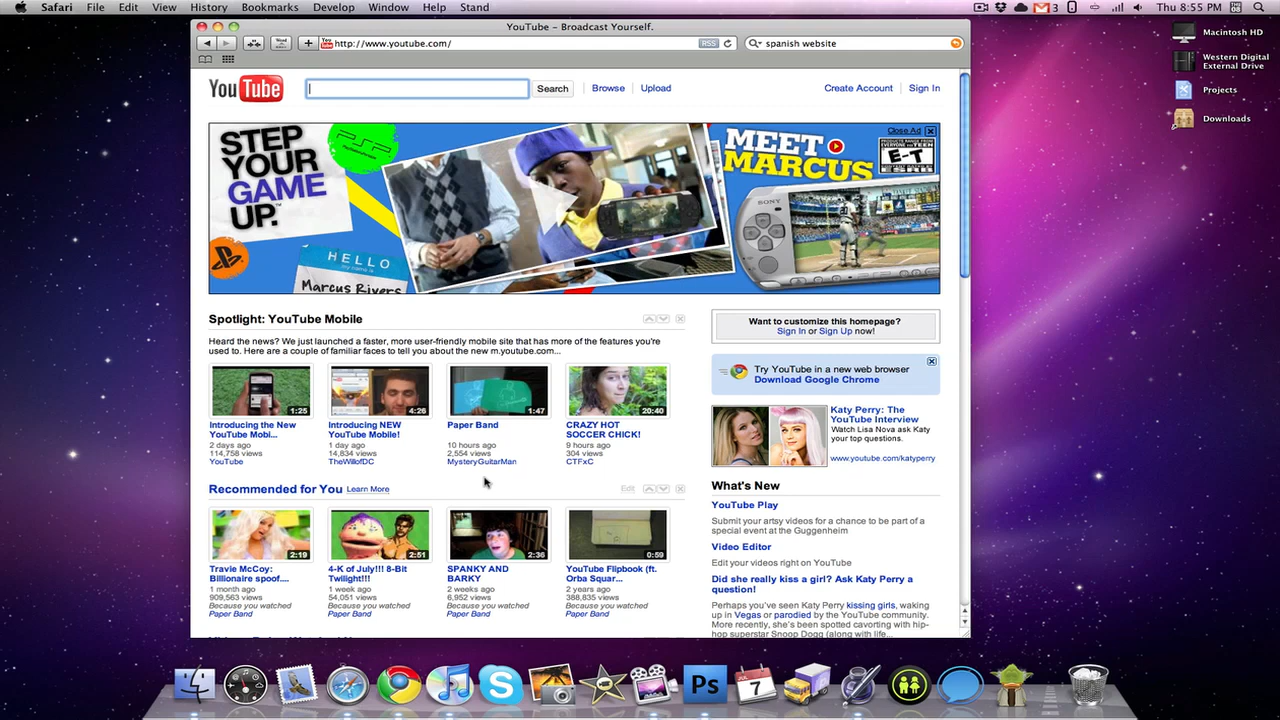 Safari File Edit View History Bookmarks Develop Window Help Stand
3 Thu 8:55 PM
YouTube – Broadcast Yourself.
http://www.youtube.com/ RSS spanish website
YouTube Search Browse Upload Create Account Sign In
Macintosh HD
Western Digital
External Drive
Projects
Downloads
STEP
YOUR
GAME
UP.
PSP
HELLO
my name is
Marcus Rivers
MEET
MARCUS
Close Ad
E-T
SONY
Spotlight: YouTube Mobile
Heard the news? We just launched a faster, more user-friendly mobile site that has more of the features you're
used to. Here are a couple of familiar faces to tell you about the new m.youtube.com...
1:25 4:26 1:47 20:40
Introducing the New
YouTube Mobi...
2 days ago
114,758 views
YouTube
Introducing NEW
YouTube Mobile!
1 day ago
14,834 views
TheWillofDC
Paper Band
10 hours ago
2,554 views
MysteryGuitarMan
CRAZY HOT
SOCCER CHICK!
9 hours ago
304 views
CTFxC
Recommended for You Learn More Edit
2:19 2:51 2:36 0:59
Travie McCoy:
Billionaire spoof....
1 month ago
909,563 views
Because you watched
Paper Band
4-K of July!!! 8-Bit
Twilight!!!
1 week ago
54,051 views
Because you watched
Paper Band
SPANKY AND
BARKY
2 weeks ago
6,952 views
Because you watched
Paper Band
YouTube Flipbook (ft.
Orba Squar...
2 years ago
388,835 views
Because you watched
Paper Band
Want to customize this homepage?
Sign In or Sign Up now!
Try YouTube in a new web browser
Download Google Chrome
Katy Perry: The
YouTube Interview
Watch Lisa Nova ask Katy
your top questions.
www.youtube.com/katyperry
What's New
YouTube Play
Submit your artsy videos for a chance to be part of a
special event at the Guggenheim
Video Editor
Edit your videos right on YouTube
Did she really kiss a girl? Ask Katy Perry a
question!
Perhaps you've seen Katy Perry kissing girls, waking
up in Vegas or parodied by the YouTube community.
More recently, she's been spotted cavorting with hip-
hop superstar Snoop Dogg (along with life...
Ps
JUL
7